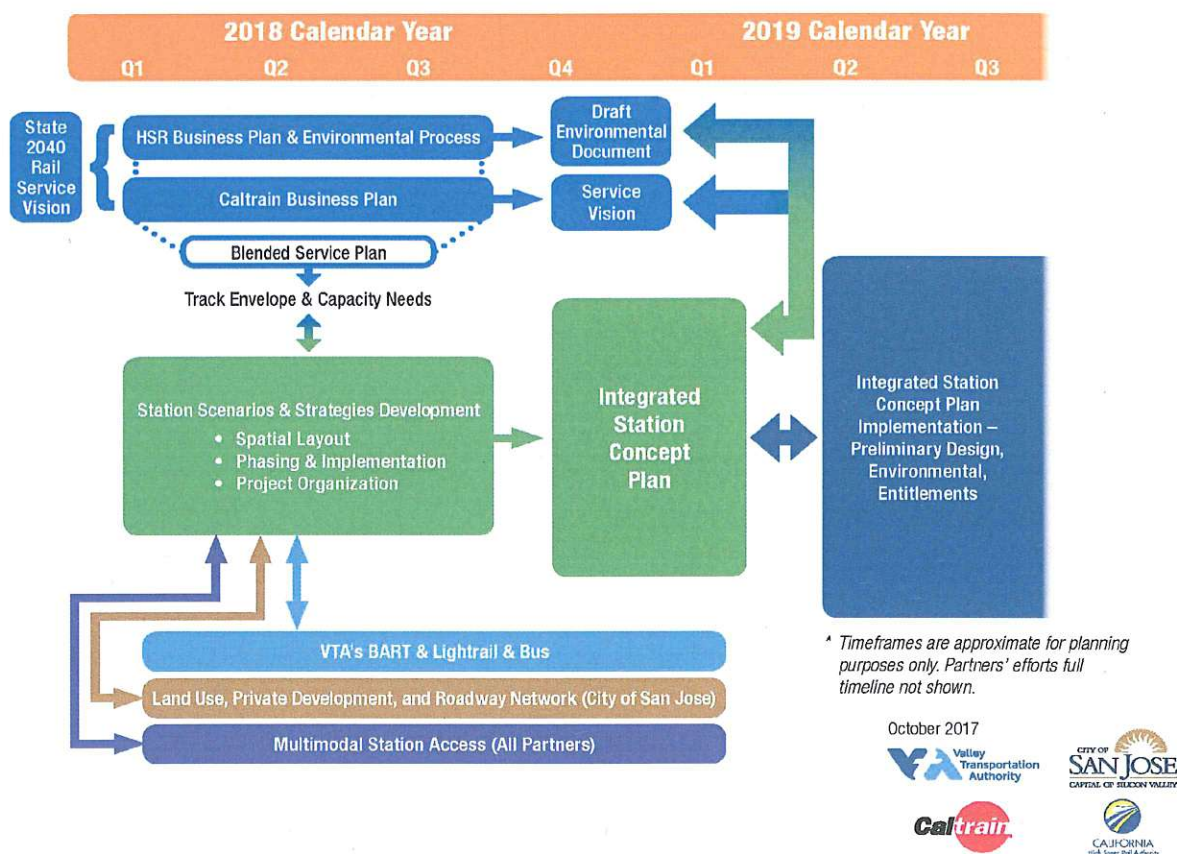 2018 Calendar Year
2019 Calendar Year
Q1
Q2
Q3
Q4
Q1
Q2
Q3
State
2040
Rail
Service
Vision
HSR Business Plan & Environmental Process
Draft
Environmental
Document
Caltrain Business Plan
Service
Vision
Blended Service Plan
Track Envelope & Capacity Needs
Station Scenarios & Strategies Development
• Spatial Layout
• Phasing & Implementation
• Project Organization
Integrated
Station
Concept
Plan
Integrated Station
Concept Plan
Implementation –
Preliminary Design,
Environmental,
Entitlements
VTA's BART & Lightrail & Bus
Land Use, Private Development, and Roadway Network (City of San Jose)
Multimodal Station Access (All Partners)
* Timeframes are approximate for planning
purposes only. Partners' efforts full
timeline not shown.
October 2017
Valley
Transportation
Authority
CITY OF
SAN JOSE
CAPITAL OF SILICON VALLEY
Caltrain
CALIFORNIA
High-Speed Rail Authority